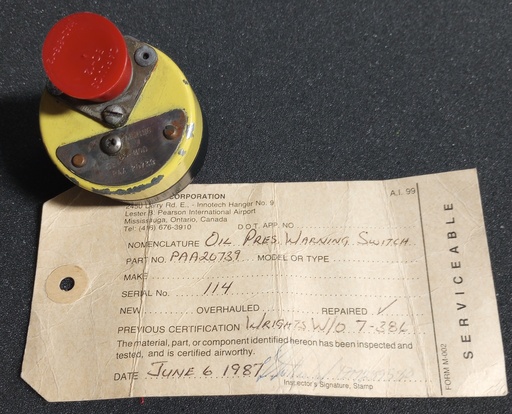 CORPORATION
A.I. 99
2450 Derry Rd. E. - Innotech Hanger No. 9
Lester B. Pearson International Airport
Mississauga, Ontario, Canada
Tel: (416) 676-3910 D.O.T. APP. NO.
NOMENCLATURE OIL PRES. WARNING SWITCH
PART NO. PAA20739 MODEL OR TYPE
MAKE
SERIAL No. 114
NEW OVERHAULED REPAIRED ✓
PREVIOUS CERTIFICATION WRIGHTS W/O 7-386
The material, part, or component identified hereon has been inspected and
tested, and is certified airworthy.
DATE JUNE 6 1987
Inspector's Signature, Stamp
SERVICEABLE
FORM M-002